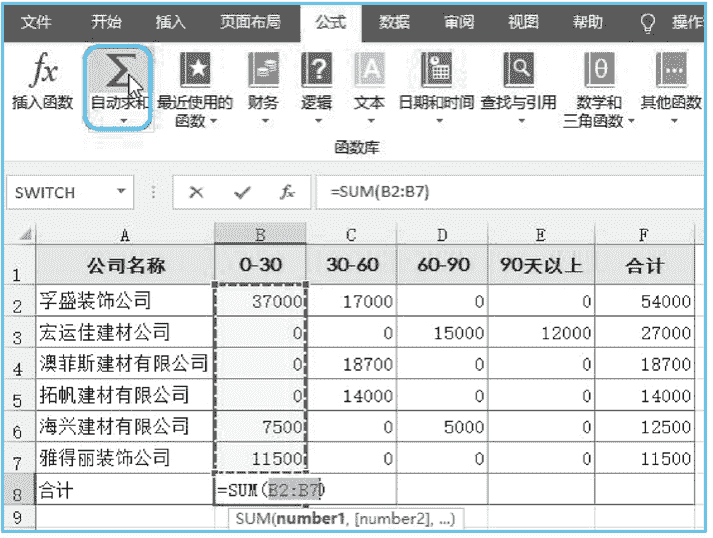 文件 开始 插入 页面布局 公式 数据 审阅 视图 帮助 操作
fx Σ ? A θ ...
插入函数 自动求和 最近使用的 财务 逻辑 文本 日期和时间 查找与引用 数学和 其他函数
函数 三角函数
函数库
SWITCH fx =SUM(B2:B7)
A B C D E F
1 公司名称 0-30 30-60 60-90 90天以上 合计
2 孚盛装饰公司 37000 17000 0 0 54000
3 宏运佳建材公司 0 0 15000 12000 27000
4 澳菲斯建材有限公司 0 18700 0 0 18700
5 拓帆建材有限公司 0 14000 0 0 14000
6 海兴建材有限公司 7500 0 5000 0 12500
7 雅得丽装饰公司 11500 0 0 0 11500
8 合计 =SUM(B2:B7)
9 SUM(number1, [number2], ...)